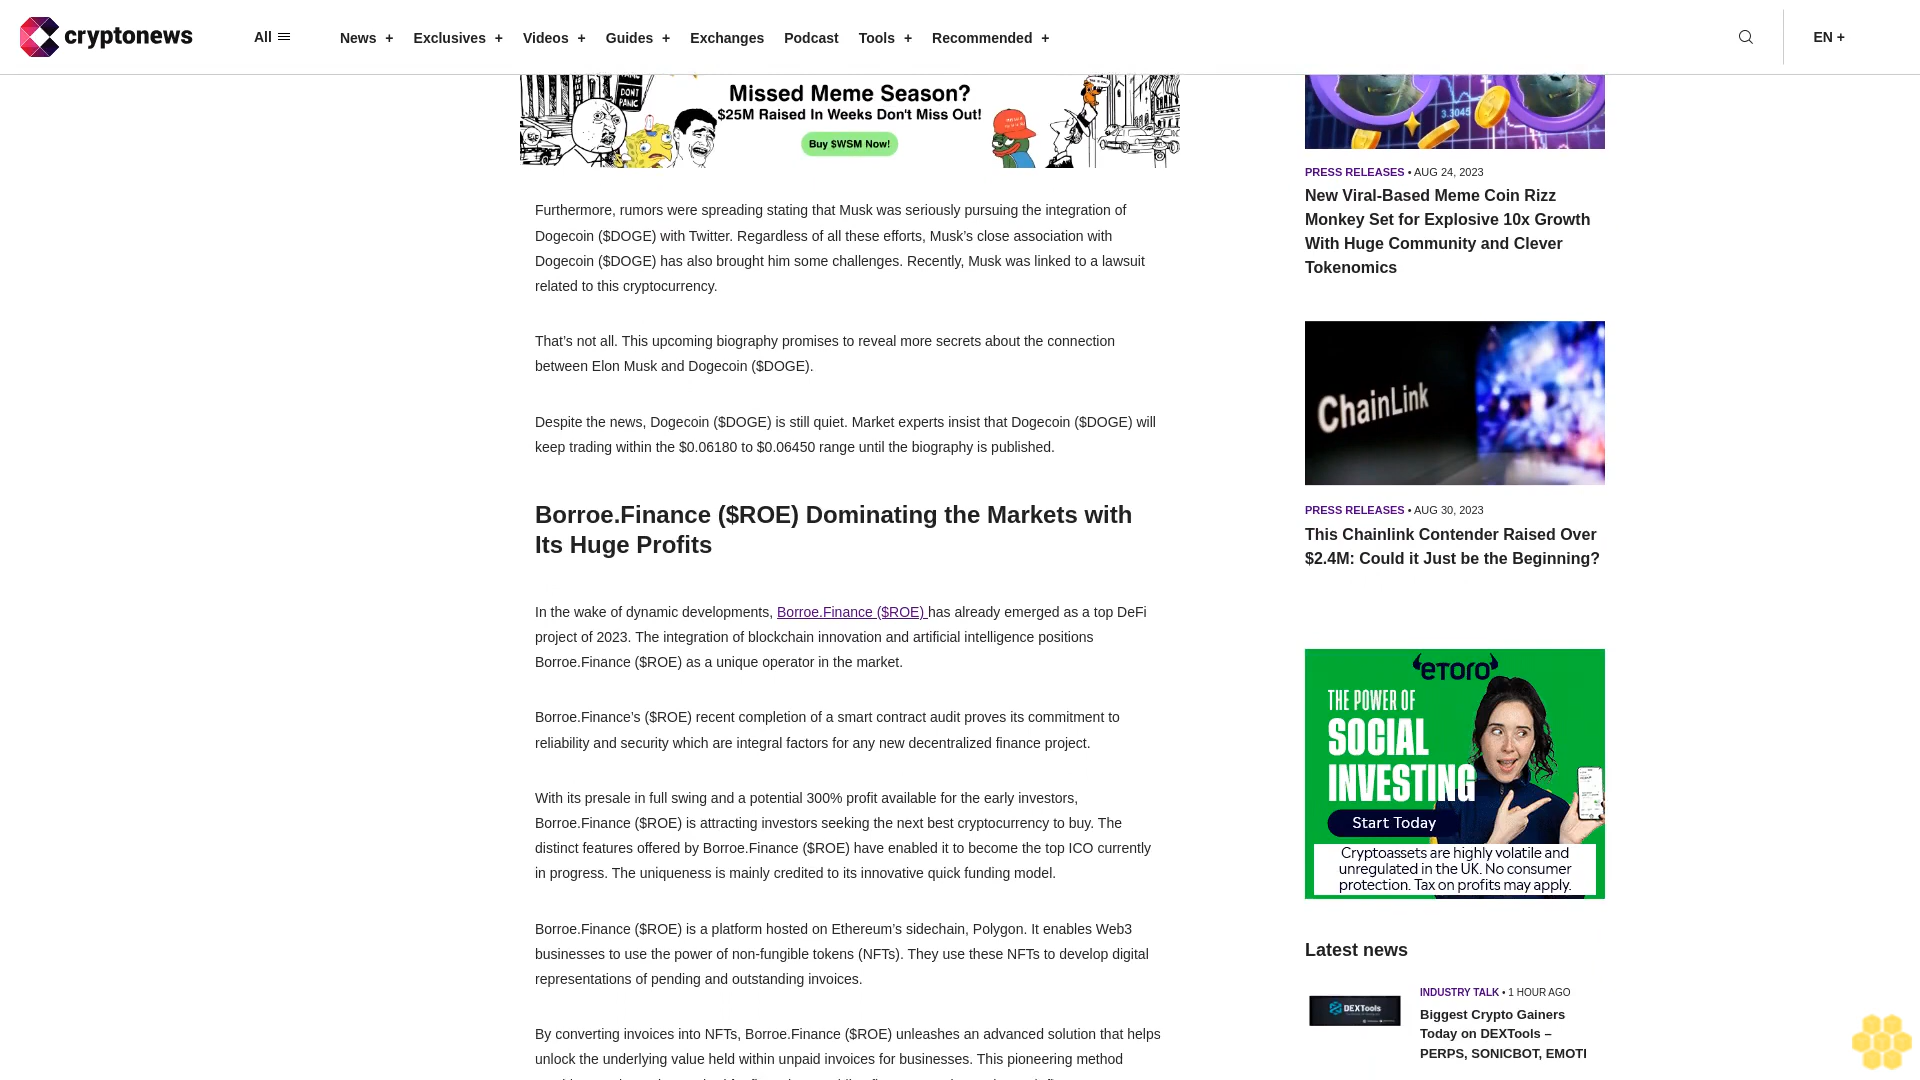 cryptonews
All
News +
Exclusives +
Videos +
Guides +
Exchanges
Podcast
Tools +
Recommended +
EN +
DON'T
PANIC
Missed Meme Season?
$25M Raised In Weeks Don't Miss Out!
Buy $WSM Now!
Furthermore, rumors were spreading stating that Musk was seriously pursuing the integration of
Dogecoin ($DOGE) with Twitter. Regardless of all these efforts, Musk’s close association with
Dogecoin ($DOGE) has also brought him some challenges. Recently, Musk was linked to a lawsuit
related to this cryptocurrency.
That’s not all. This upcoming biography promises to reveal more secrets about the connection
between Elon Musk and Dogecoin ($DOGE).
Despite the news, Dogecoin ($DOGE) is still quiet. Market experts insist that Dogecoin ($DOGE) will
keep trading within the $0.06180 to $0.06450 range until the biography is published.
Borroe.Finance ($ROE) Dominating the Markets with
Its Huge Profits
In the wake of dynamic developments, Borroe.Finance ($ROE) has already emerged as a top DeFi
project of 2023. The integration of blockchain innovation and artificial intelligence positions
Borroe.Finance ($ROE) as a unique operator in the market.
Borroe.Finance’s ($ROE) recent completion of a smart contract audit proves its commitment to
reliability and security which are integral factors for any new decentralized finance project.
With its presale in full swing and a potential 300% profit available for the early investors,
Borroe.Finance ($ROE) is attracting investors seeking the next best cryptocurrency to buy. The
distinct features offered by Borroe.Finance ($ROE) have enabled it to become the top ICO currently
in progress. The uniqueness is mainly credited to its innovative quick funding model.
Borroe.Finance ($ROE) is a platform hosted on Ethereum’s sidechain, Polygon. It enables Web3
businesses to use the power of non-fungible tokens (NFTs). They use these NFTs to develop digital
representations of pending and outstanding invoices.
By converting invoices into NFTs, Borroe.Finance ($ROE) unleashes an advanced solution that helps
unlock the underlying value held within unpaid invoices for businesses. This pioneering method
3.3045
PRESS RELEASES • AUG 24, 2023
New Viral-Based Meme Coin Rizz
Monkey Set for Explosive 10x Growth
With Huge Community and Clever
Tokenomics
ChainLink
PRESS RELEASES • AUG 30, 2023
This Chainlink Contender Raised Over
$2.4M: Could it Just be the Beginning?
eToro
THE POWER OF
SOCIAL
INVESTING
Start Today
Cryptoassets are highly volatile and
unregulated in the UK. No consumer
protection. Tax on profits may apply.
Latest news
DEXTools
INDUSTRY TALK • 1 HOUR AGO
Biggest Crypto Gainers
Today on DEXTools –
PERPS, SONICBOT, EMOTI